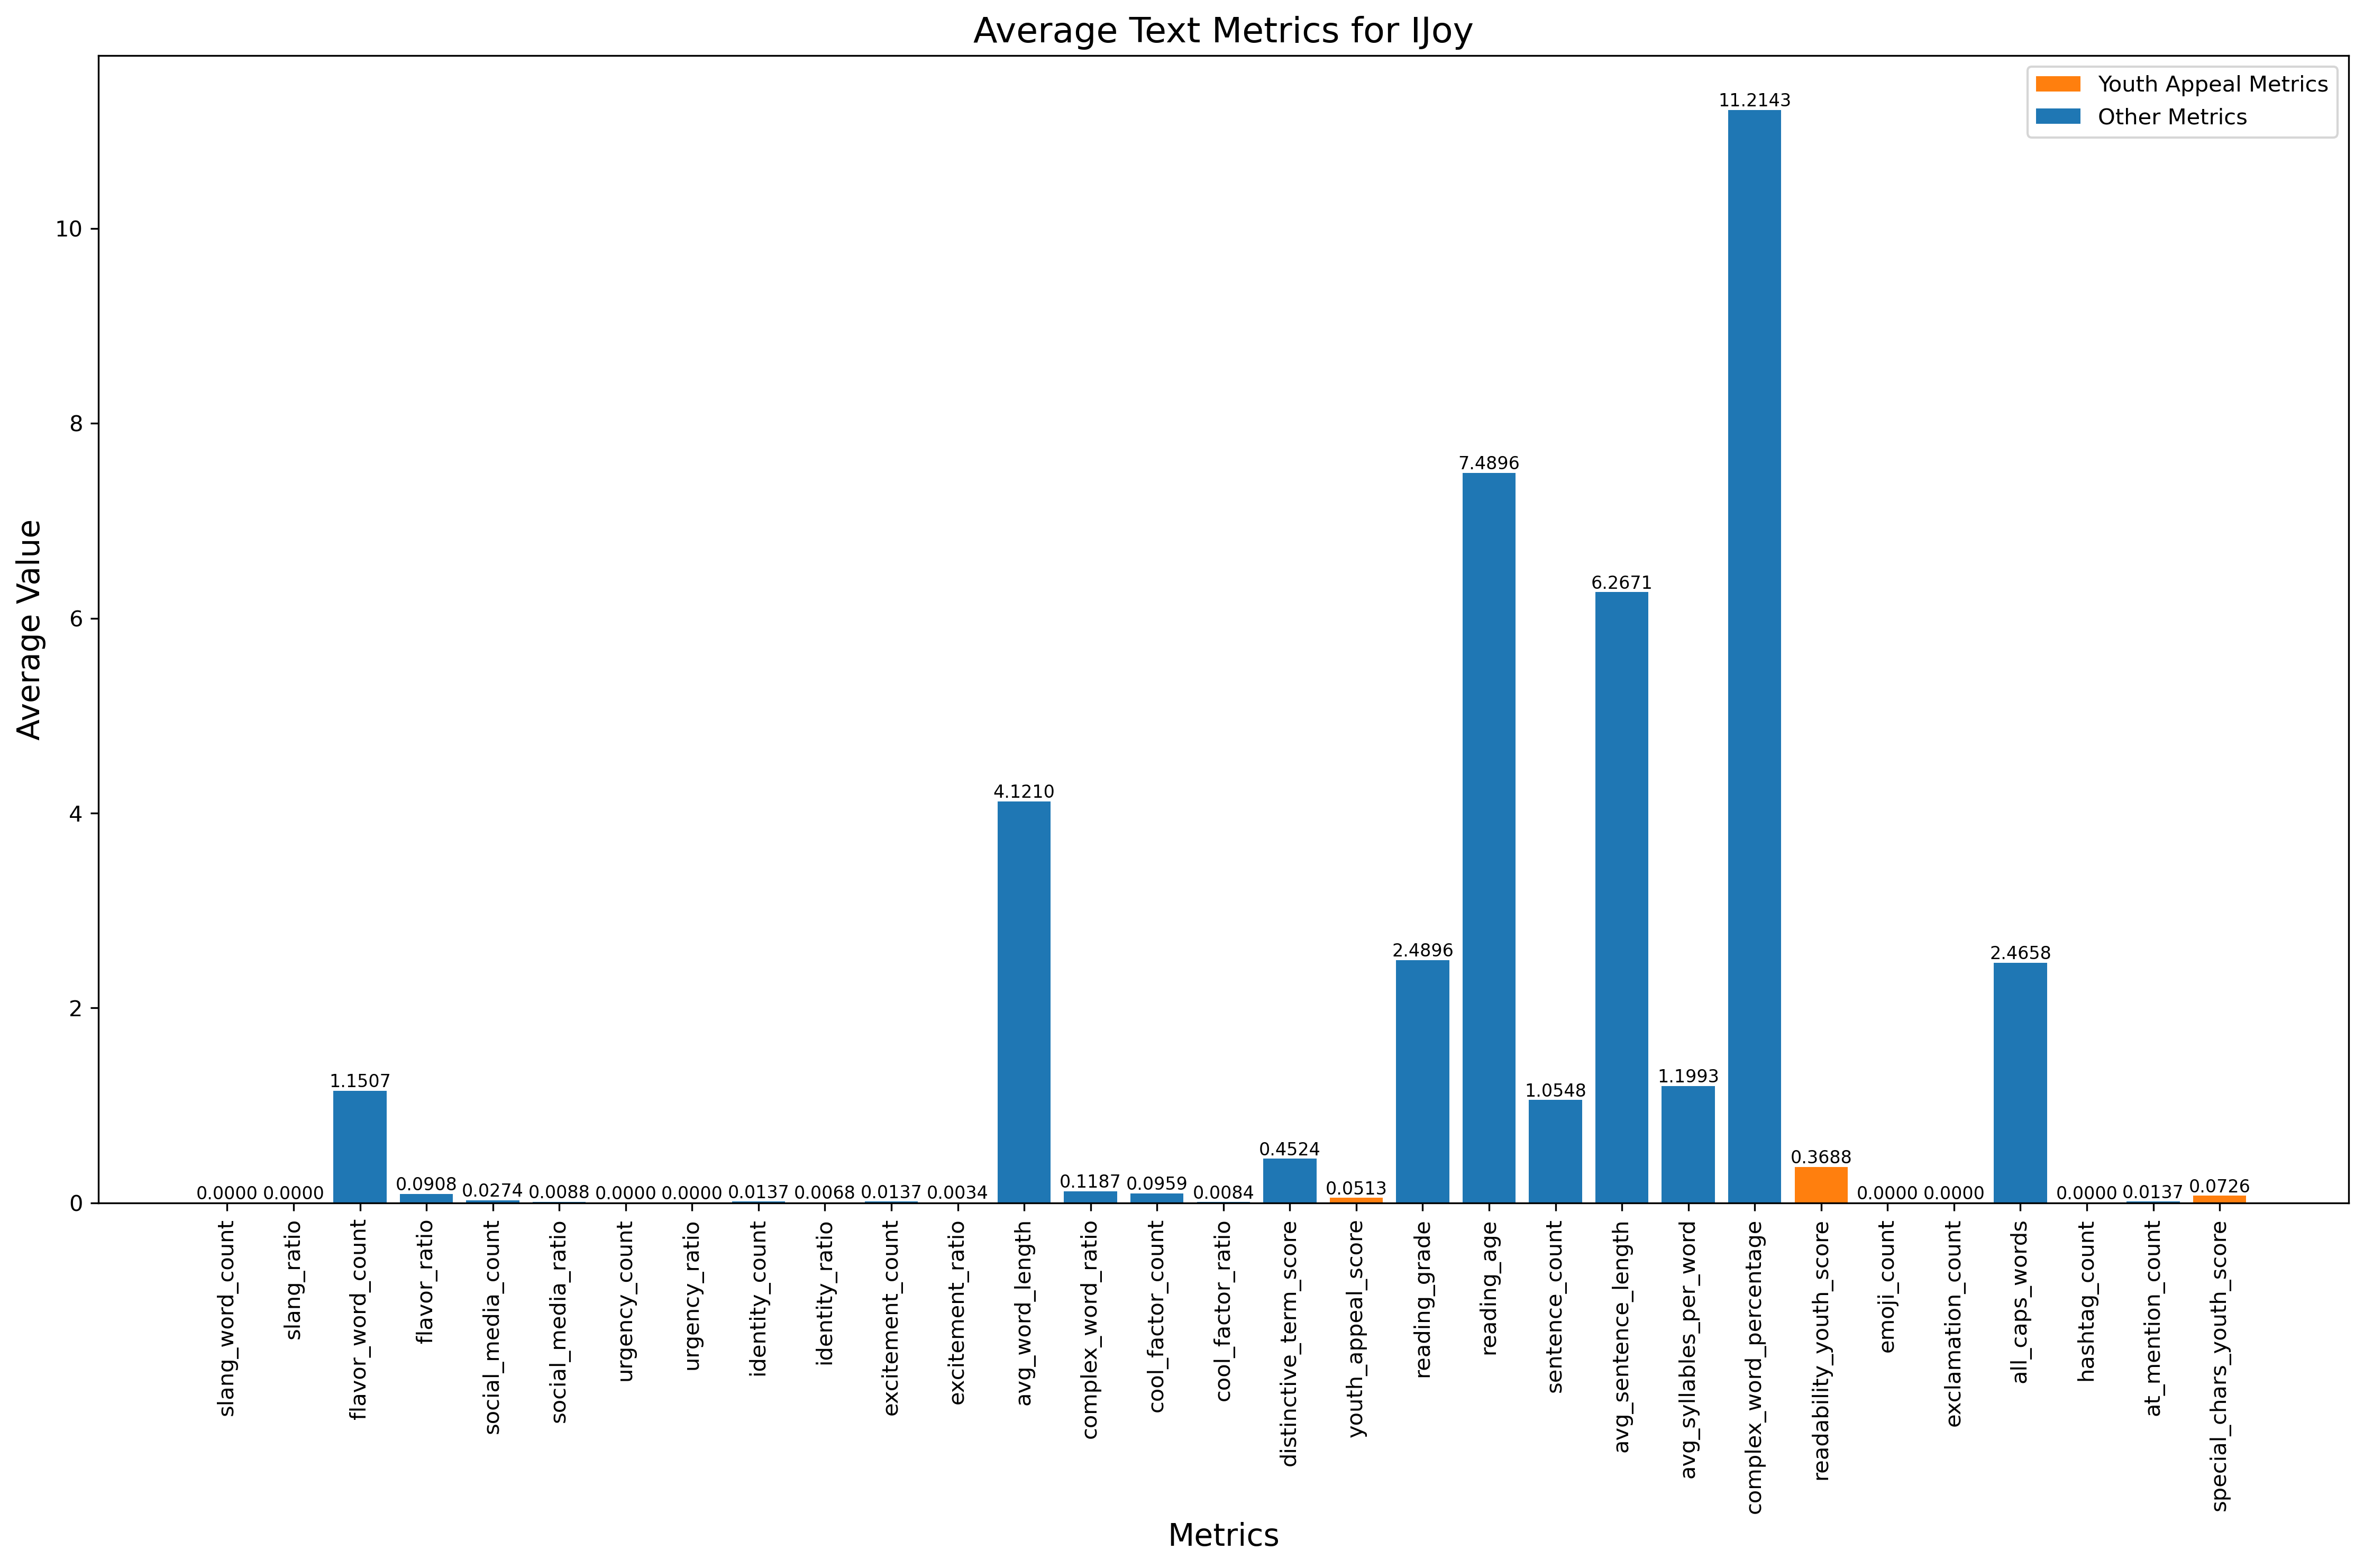 Average Text Metrics for IJoy
Youth Appeal Metrics
Other Metrics
Average Value
10
8
6
4
2
0
0.0000 0.0000 1.1507 0.0908 0.0274 0.0088 0.0000 0.0000 0.0137 0.0068 0.0137 0.0034 4.1210 0.1187 0.0959 0.0084 0.4524 0.0513 2.4896 7.4896 1.0548 6.2671 1.1993 11.2143 0.3688 0.0000 0.0000 2.4658 0.0000 0.0137 0.0726
slang_word_count
slang_ratio
flavor_word_count
flavor_ratio
social_media_count
social_media_ratio
urgency_count
urgency_ratio
identity_count
identity_ratio
excitement_count
excitement_ratio
avg_word_length
complex_word_ratio
cool_factor_count
cool_factor_ratio
distinctive_term_score
youth_appeal_score
reading_grade
reading_age
sentence_count
avg_sentence_length
avg_syllables_per_word
complex_word_percentage
readability_youth_score
emoji_count
exclamation_count
all_caps_words
hashtag_count
at_mention_count
special_chars_youth_score
Metrics